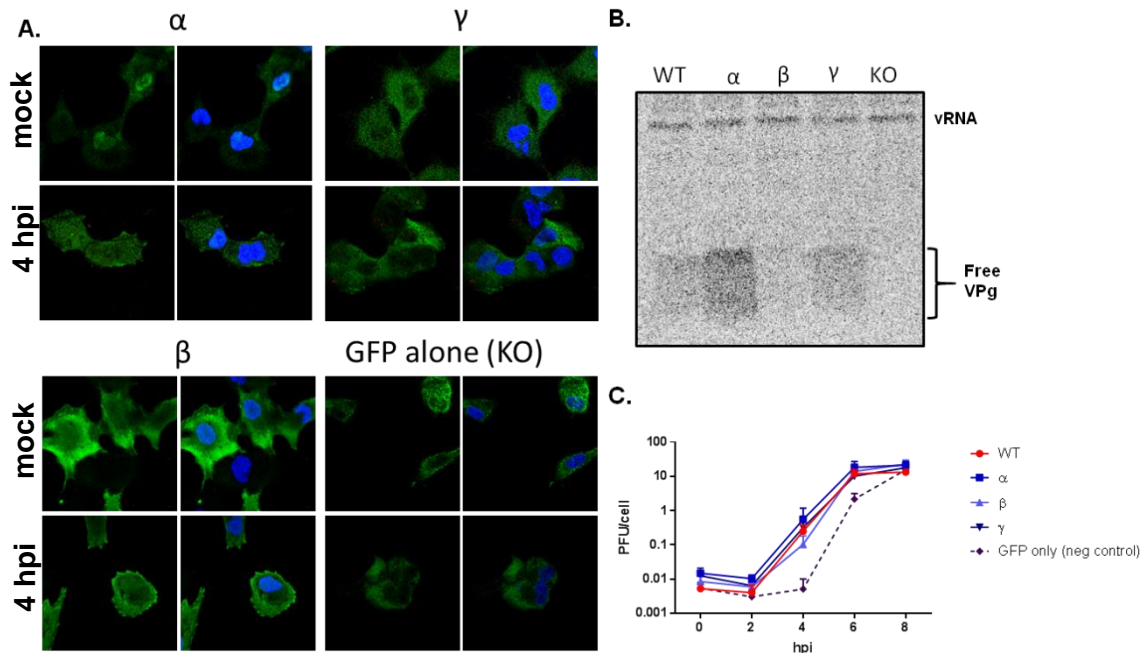 A.
α
γ
mock
4 hpi
β
GFP alone (KO)
mock
4 hpi
B.
WT α β γ KO
vRNA
Free
VPg
C.
100
10
1
0.1
0.01
0.001
PFU/cell
0 2 4 6 8
hpi
WT
α
β
γ
GFP only (neg control)